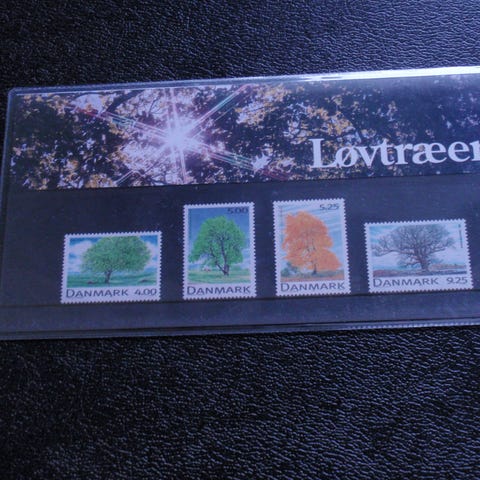 Løvtræer
DANMARK 4.00
5.00
DANMARK
5.25
DANMARK
DANMARK 9.25